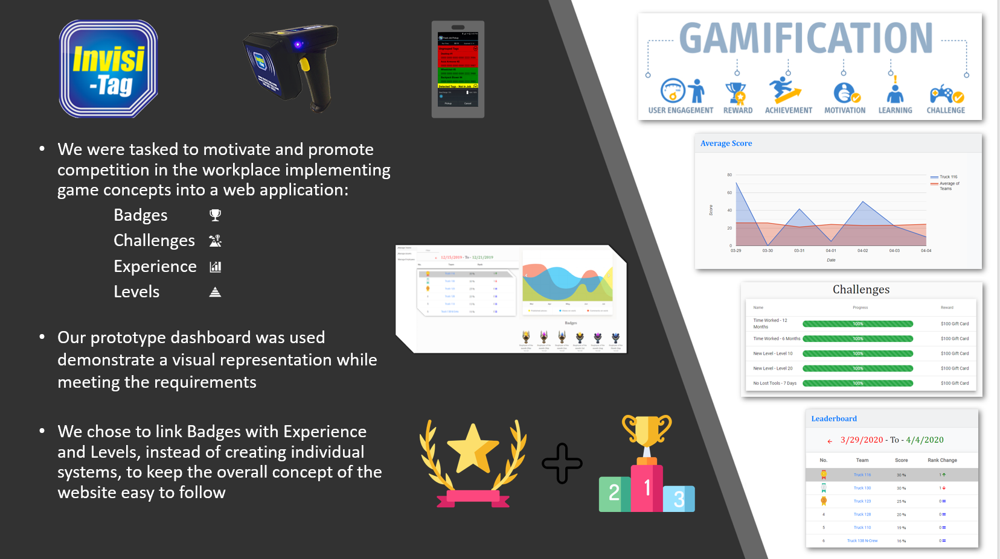 Invisi
-Tag
• We were tasked to motivate and promote
competition in the workplace implementing
game concepts into a web application:
Badges
Challenges
Experience
Levels
• Our prototype dashboard was used
demonstrate a visual representation while
meeting the requirements
• We chose to link Badges with Experience
and Levels, instead of creating individual
systems, to keep the overall concept of the
website easy to follow
12/15/2019 - To - 12/21/2019
Badges
2 1 3
GAMIFICATION
USER ENGAGEMENT REWARD ACHIEVEMENT MOTIVATION LEARNING CHALLENGE
Average Score
80
60
40
20
0
Score
03-29 03-30 03-31 04-01 04-02 04-03 04-04
Date
Truck 116
Average of
Teams
Challenges
Name Progress Reward
Time Worked - 12
Months 100% $100 Gift Card
Time Worked - 6 Months 100% $100 Gift Card
New Level - Level 10 100% $100 Gift Card
New Level - Level 20 100% $100 Gift Card
No Lost Tools - 7 Days 100% $100 Gift Card
Leaderboard
← 3/29/2020 - To - 4/4/2020
No. Team Score Rank Change
Truck 116 30 % 1 ↑
Truck 130 30 % 1 ↓
Truck 123 25 % 0 =
4 Truck 128 20 % 0 =
5 Truck 110 19 % 0 =
6 Truck 138 N-Crew 16 % 0 =